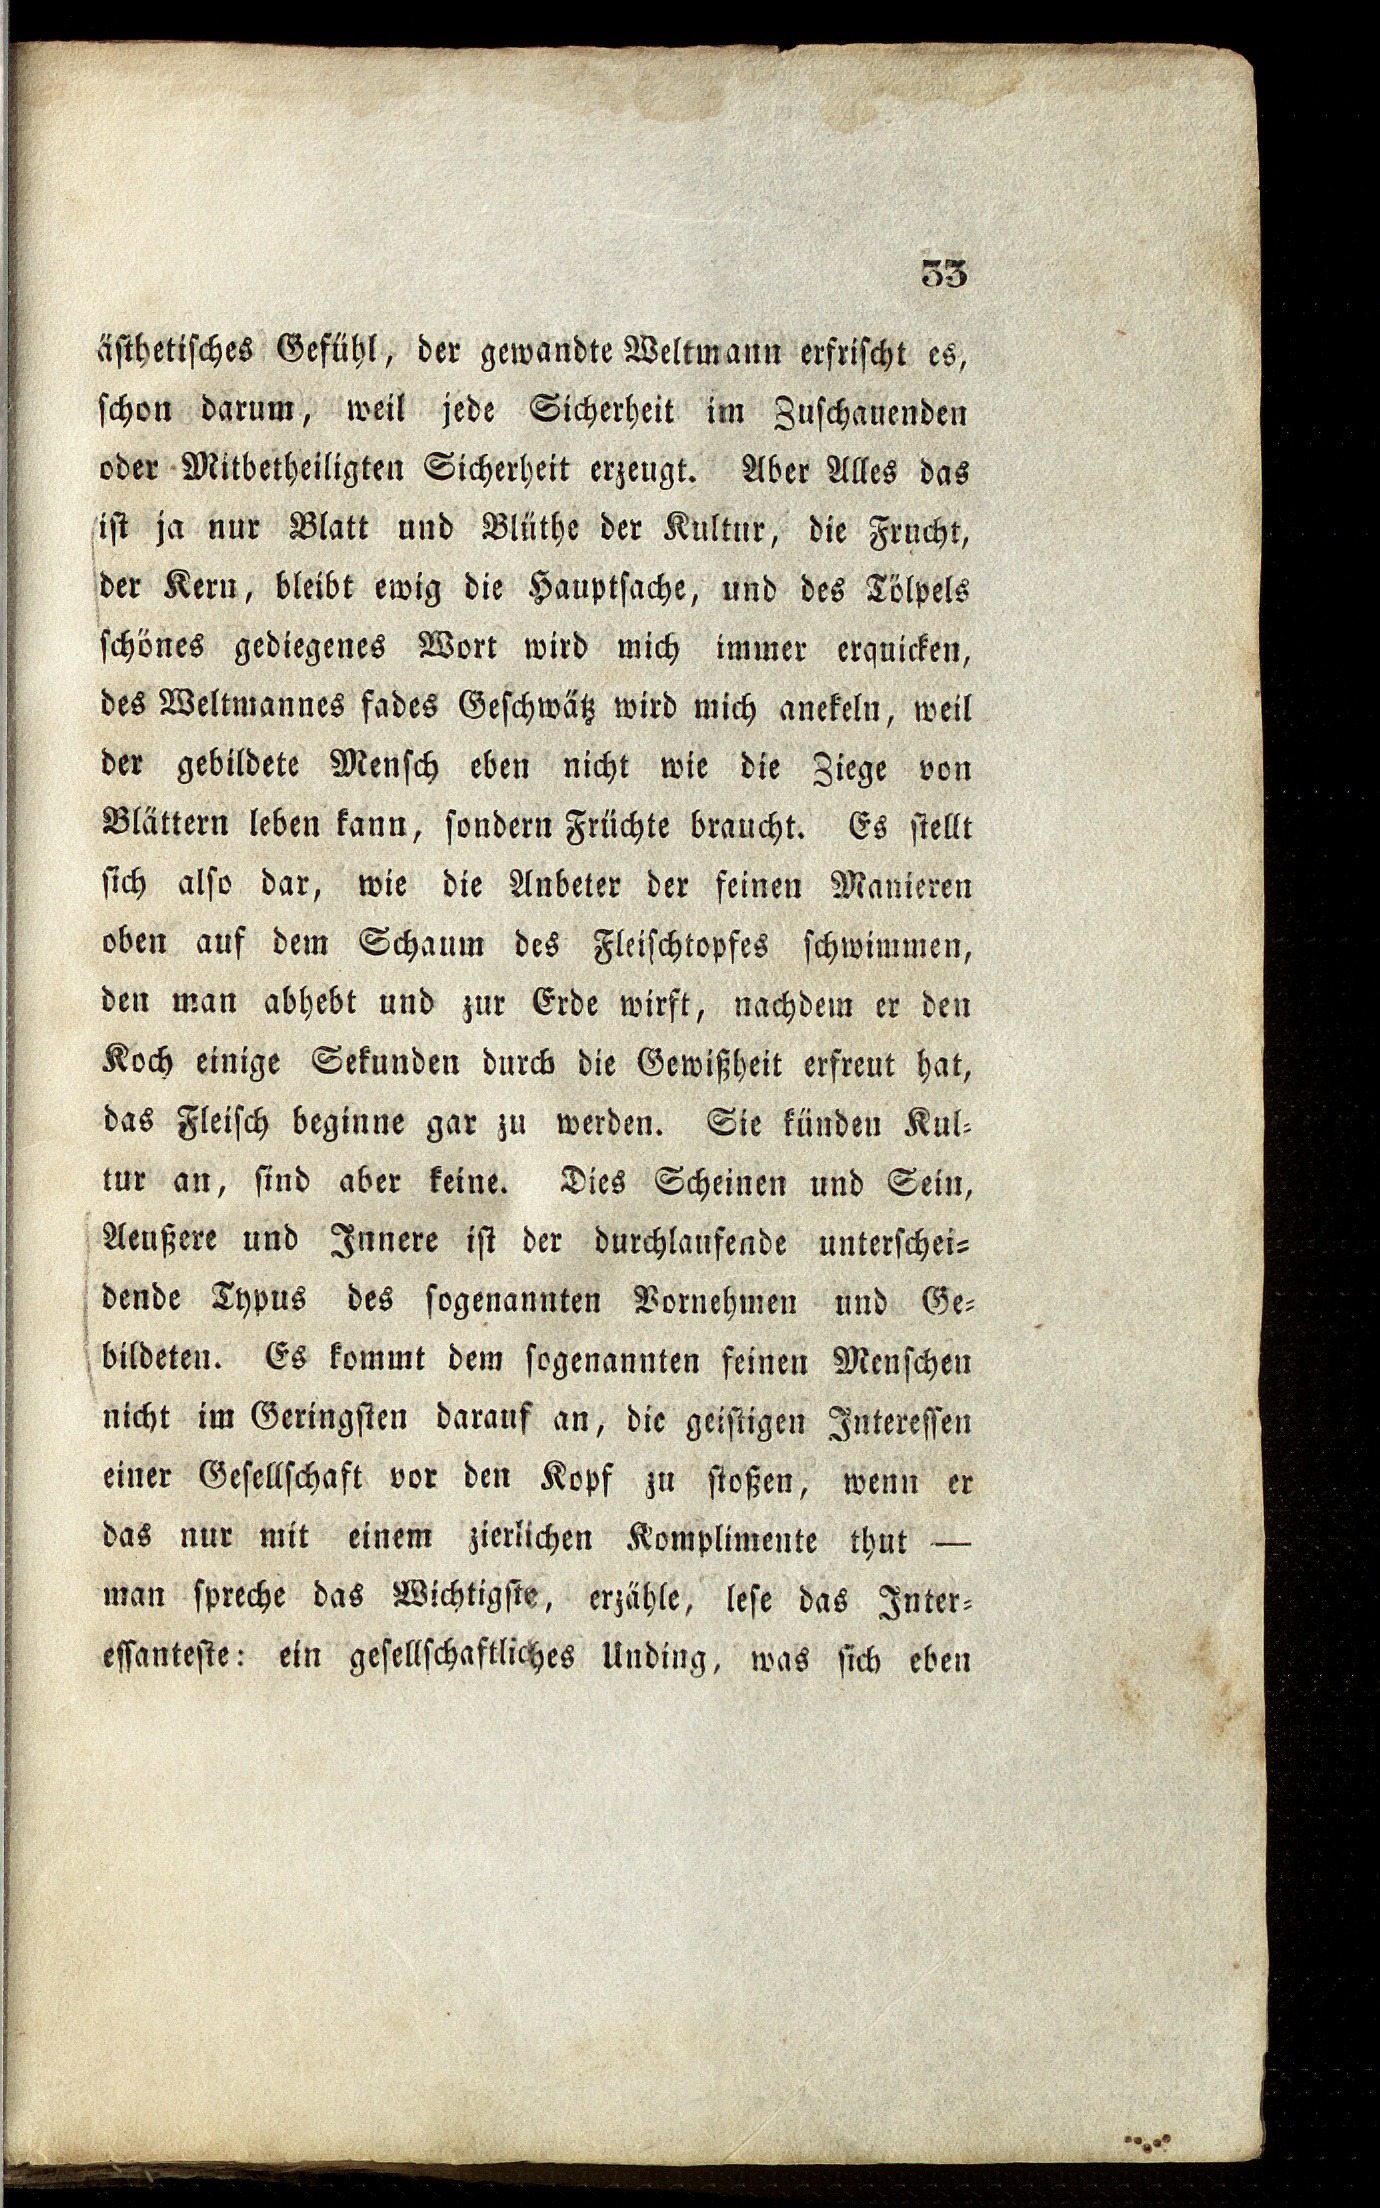 33
ästhetisches Gefühl, der gewandte Weltmann erfrischt es,
schon darum, weil jede Sicherheit im Zuschauenden
oder Mitbetheiligten Sicherheit erzeugt. Aber Alles das
ist ja nur Blatt und Blüthe der Kultur, die Frucht,
der Kern, bleibt ewig die Hauptsache, und des Tölpels
schönes gediegenes Wort wird mich immer erquicken,
des Weltmannes fades Geschwätz wird mich anekeln, weil
der gebildete Mensch eben nicht wie die Ziege von
Blättern leben kann, sondern Früchte braucht. Es stellt
sich also dar, wie die Anbeter der feinen Manieren
oben auf dem Schaum des Fleischtopfes schwimmen,
den man abhebt und zur Erde wirft, nachdem er den
Koch einige Sekunden durch die Gewißheit erfreut hat,
das Fleisch beginne gar zu werden. Sie künden Kul-
tur an, sind aber keine. Dies Scheinen und Sein,
Aeußere und Innere ist der durchlaufende unterschei-
dende Typus des sogenannten Vornehmen und Ge-
bildeten. Es kommt dem sogenannten feinen Menschen
nicht im Geringsten darauf an, die geistigen Interessen
einer Gesellschaft vor den Kopf zu stoßen, wenn er
das nur mit einem zierlichen Komplimente thut —
man spreche das Wichtigste, erzähle, lese das Inter-
essanteste: ein gesellschaftliches Unding, was sich eben